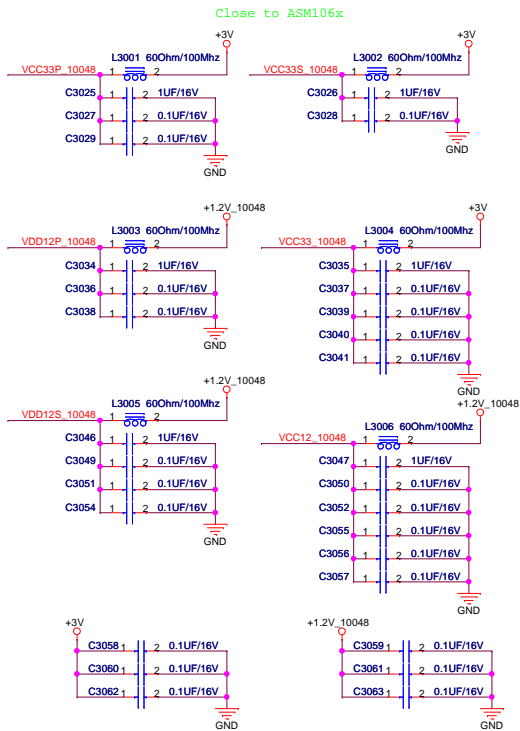 Close to ASM106x
+3V
L3001 60Ohm/100Mhz
VCC33P_10048 1 2
C3025 1 2 1UF/16V
C3027 1 2 0.1UF/16V
C3029 1 2 0.1UF/16V
GND
+3V
L3002 60Ohm/100Mhz
VCC33S_10048 1 2
C3026 1 2 1UF/16V
C3028 1 2 0.1UF/16V
GND
+1.2V_10048
L3003 60Ohm/100Mhz
VDD12P_10048 1 2
C3034 1 2 1UF/16V
C3036 1 2 0.1UF/16V
C3038 1 2 0.1UF/16V
GND
+3V
L3004 60Ohm/100Mhz
VCC33_10048 1 2
C3035 1 2 1UF/16V
C3037 1 2 0.1UF/16V
C3039 1 2 0.1UF/16V
C3040 1 2 0.1UF/16V
C3041 1 2 0.1UF/16V
GND
+1.2V_10048
L3005 60Ohm/100Mhz
VDD12S_10048 1 2
C3046 1 2 1UF/16V
C3049 1 2 0.1UF/16V
C3051 1 2 0.1UF/16V
C3054 1 2 0.1UF/16V
GND
+1.2V_10048
L3006 60Ohm/100Mhz
VCC12_10048 1 2
C3047 1 2 1UF/16V
C3050 1 2 0.1UF/16V
C3052 1 2 0.1UF/16V
C3055 1 2 0.1UF/16V
C3056 1 2 0.1UF/16V
C3057 1 2 0.1UF/16V
GND
+3V
C3058 1 2 0.1UF/16V
C3060 1 2 0.1UF/16V
C3062 1 2 0.1UF/16V
GND
+1.2V_10048
C3059 1 2 0.1UF/16V
C3061 1 2 0.1UF/16V
C3063 1 2 0.1UF/16V
GND